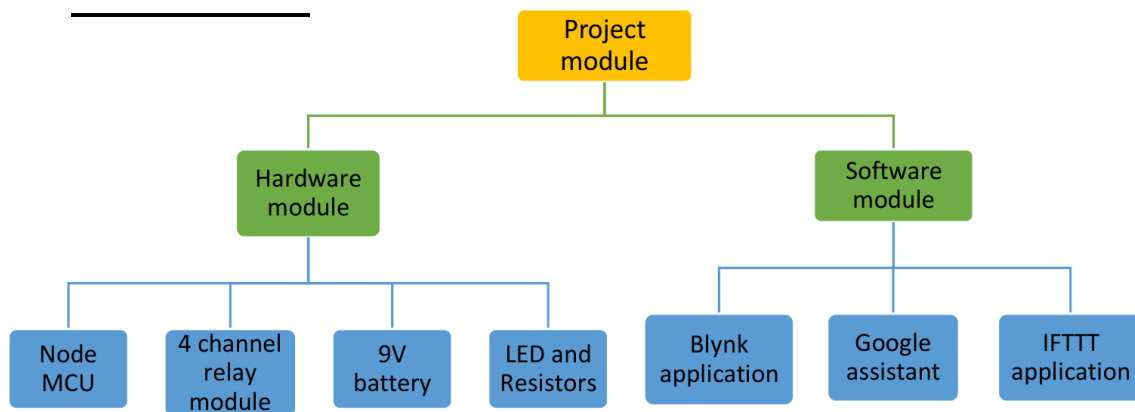 Project
module
Hardware
module
Software
module
Node
MCU
4 channel
relay
module
9V
battery
LED and
Resistors
Blynk
application
Google
assistant
IFTTT
application